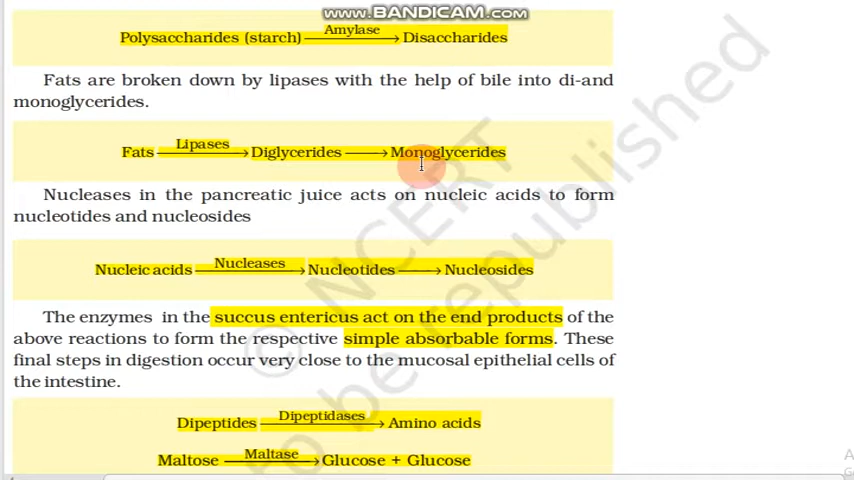 www.BANDICAM.com
Amylase
Polysaccharides (starch) ⟶ Disaccharides
Fats are broken down by lipases with the help of bile into di-and
monoglycerides.
Lipases
Fats ⟶ Diglycerides ⟶ Monoglycerides
Nucleases in the pancreatic juice acts on nucleic acids to form
nucleotides and nucleosides
Nucleases
Nucleic acids ⟶ Nucleotides ⟶ Nucleosides
The enzymes in the succus entericus act on the end products of the
above reactions to form the respective simple absorbable forms. These
final steps in digestion occur very close to the mucosal epithelial cells of
the intestine.
Dipeptidases
Dipeptides ⟶ Amino acids
Maltase
Maltose ⟶ Glucose + Glucose
© NCERT
to be republished